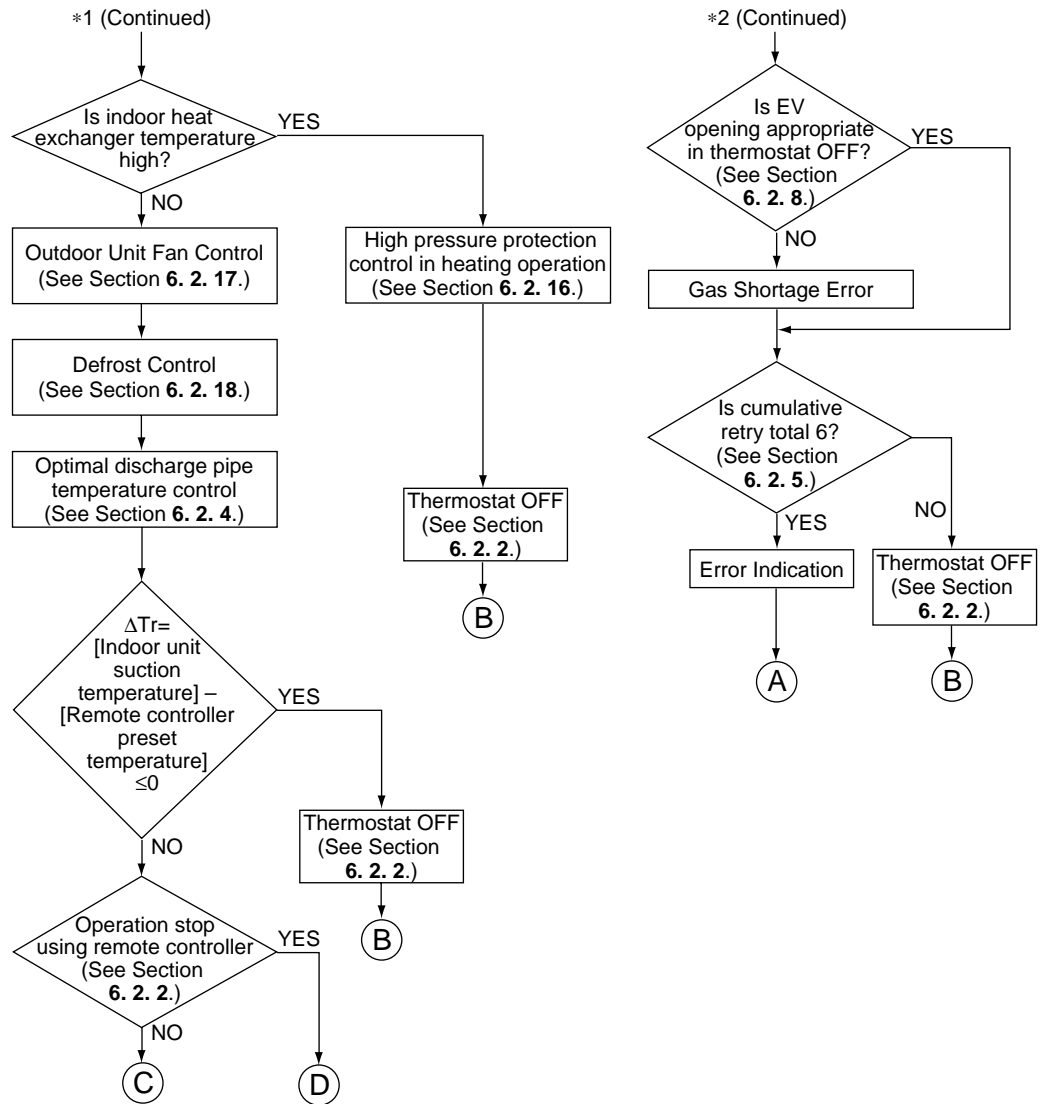 *1 (Continued)
Is indoor heat
exchanger temperature
high?
YES
NO
Outdoor Unit Fan Control
(See Section 6. 2. 17.)
High pressure protection
control in heating operation
(See Section 6. 2. 16.)
Defrost Control
(See Section 6. 2. 18.)
Optimal discharge pipe
temperature control
(See Section 6. 2. 4.)
Thermostat OFF
(See Section
6. 2. 2.)
B
ΔTr=
[Indoor unit
suction
temperature] –
[Remote controller
preset
temperature]
≤0
YES
NO
Thermostat OFF
(See Section
6. 2. 2.)
B
Operation stop
using remote controller
(See Section
6. 2. 2.)
YES
NO
C
D
*2 (Continued)
Is EV
opening appropriate
in thermostat OFF?
(See Section
6. 2. 8.)
YES
NO
Gas Shortage Error
Is cumulative
retry total 6?
(See Section
6. 2. 5.)
YES
NO
Error Indication
Thermostat OFF
(See Section
6. 2. 2.)
A
B